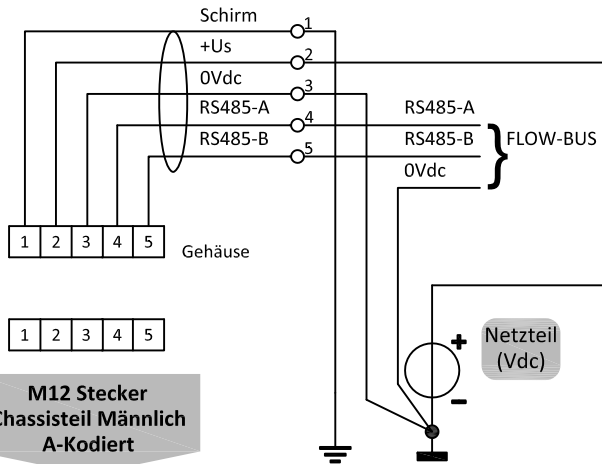 Schirm 1
+Us 2
0Vdc 3
RS485-A 4 RS485-A
RS485-B 5 RS485-B } FLOW-BUS
0Vdc
1 2 3 4 5
Gehäuse
1 2 3 4 5
+ Netzteil
(Vdc)
–
M12 Stecker
Chassisteil Männlich
A-Kodiert